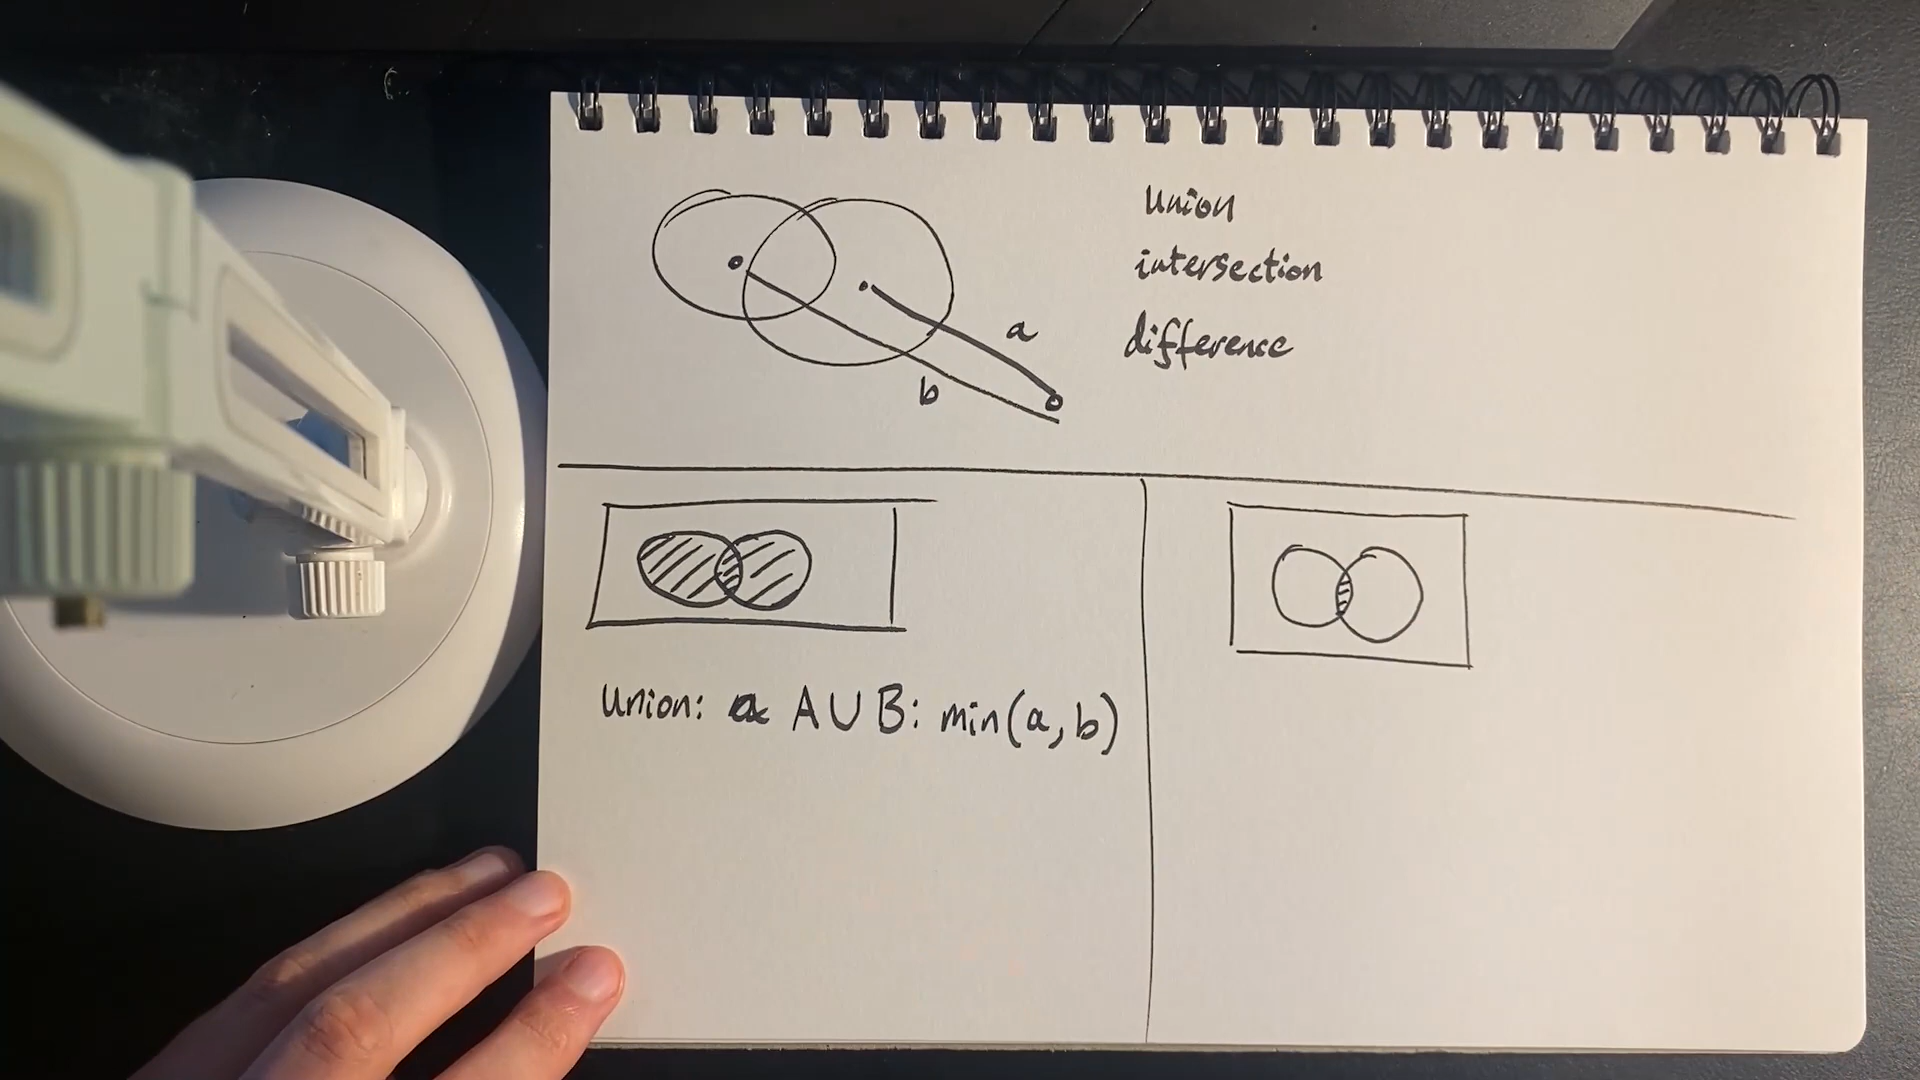 Union
intersection
difference
a
b
Union: A U B: min(a, b)